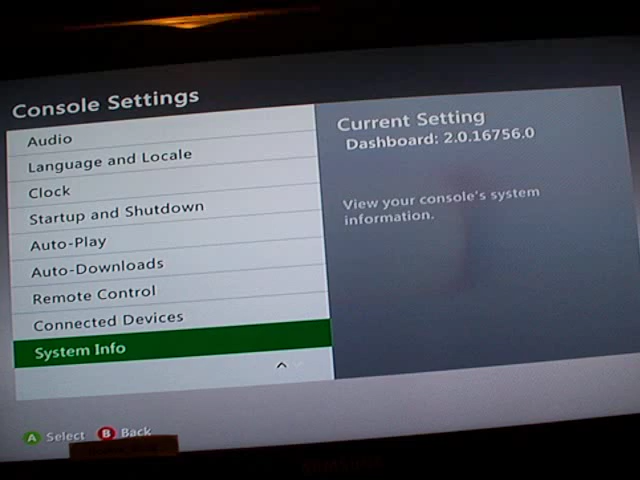 Console Settings
Audio
Language and Locale
Clock
Startup and Shutdown
Auto-Play
Auto-Downloads
Remote Control
Connected Devices
System Info
Current Setting
Dashboard: 2.0.16756.0
View your console's system
information.
A Select B Back
SAMSUNG